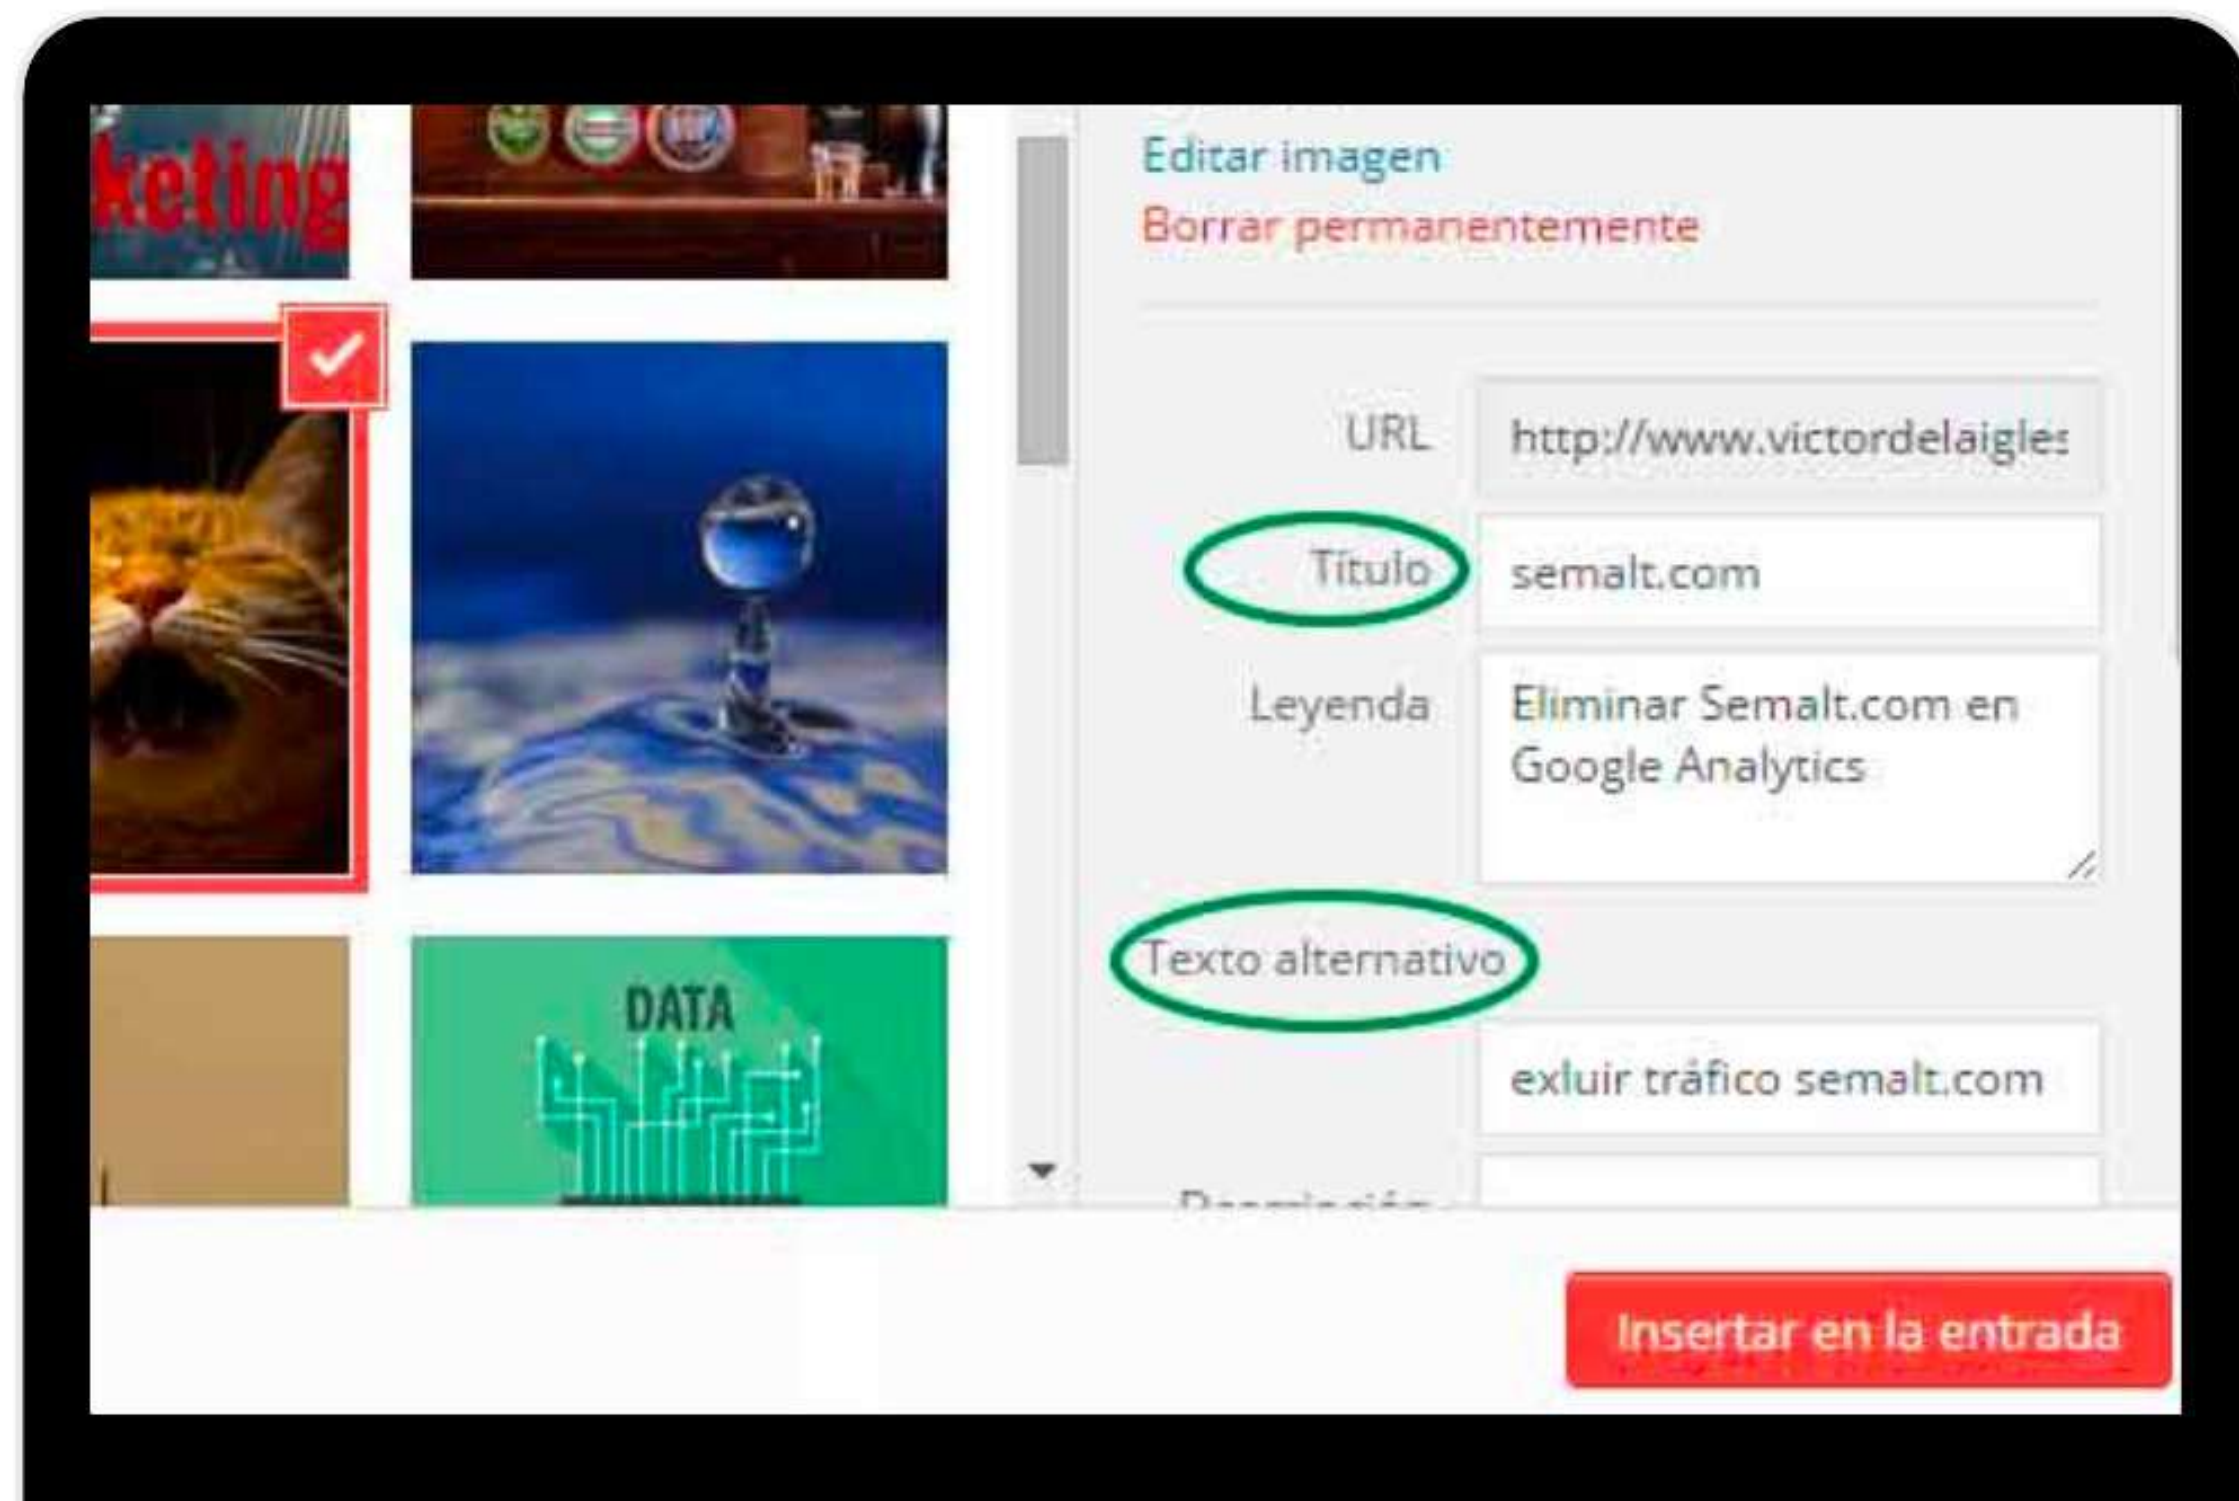 keting
Editar imagen
Borrar permanentemente
URL
http://www.victordelaigles
Título
semalt.com
Leyenda
Eliminar Semalt.com en
Google Analytics
Texto alternativo
exluir tráfico semalt.com
DATA
Descripción
Insertar en la entrada